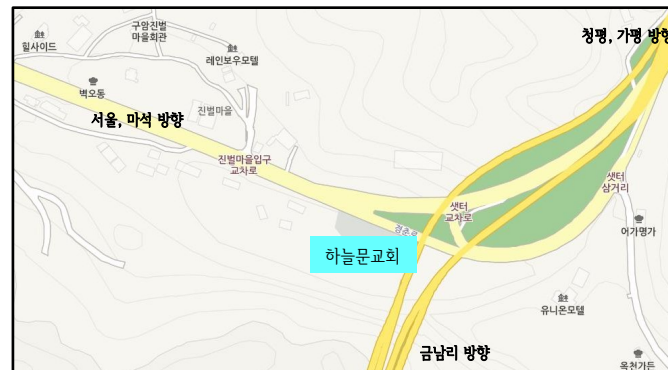 구암진벌
마을회관
힐사이드
레인보우모텔
청평, 가평 방향
벽오동
진벌마을
서울, 마석 방향
진벌마을입구
교차로
샛터
삼거리
샛터
교차로
경춘로
어가명가
하늘문교회
유니온모텔
금남리 방향
옥천가든